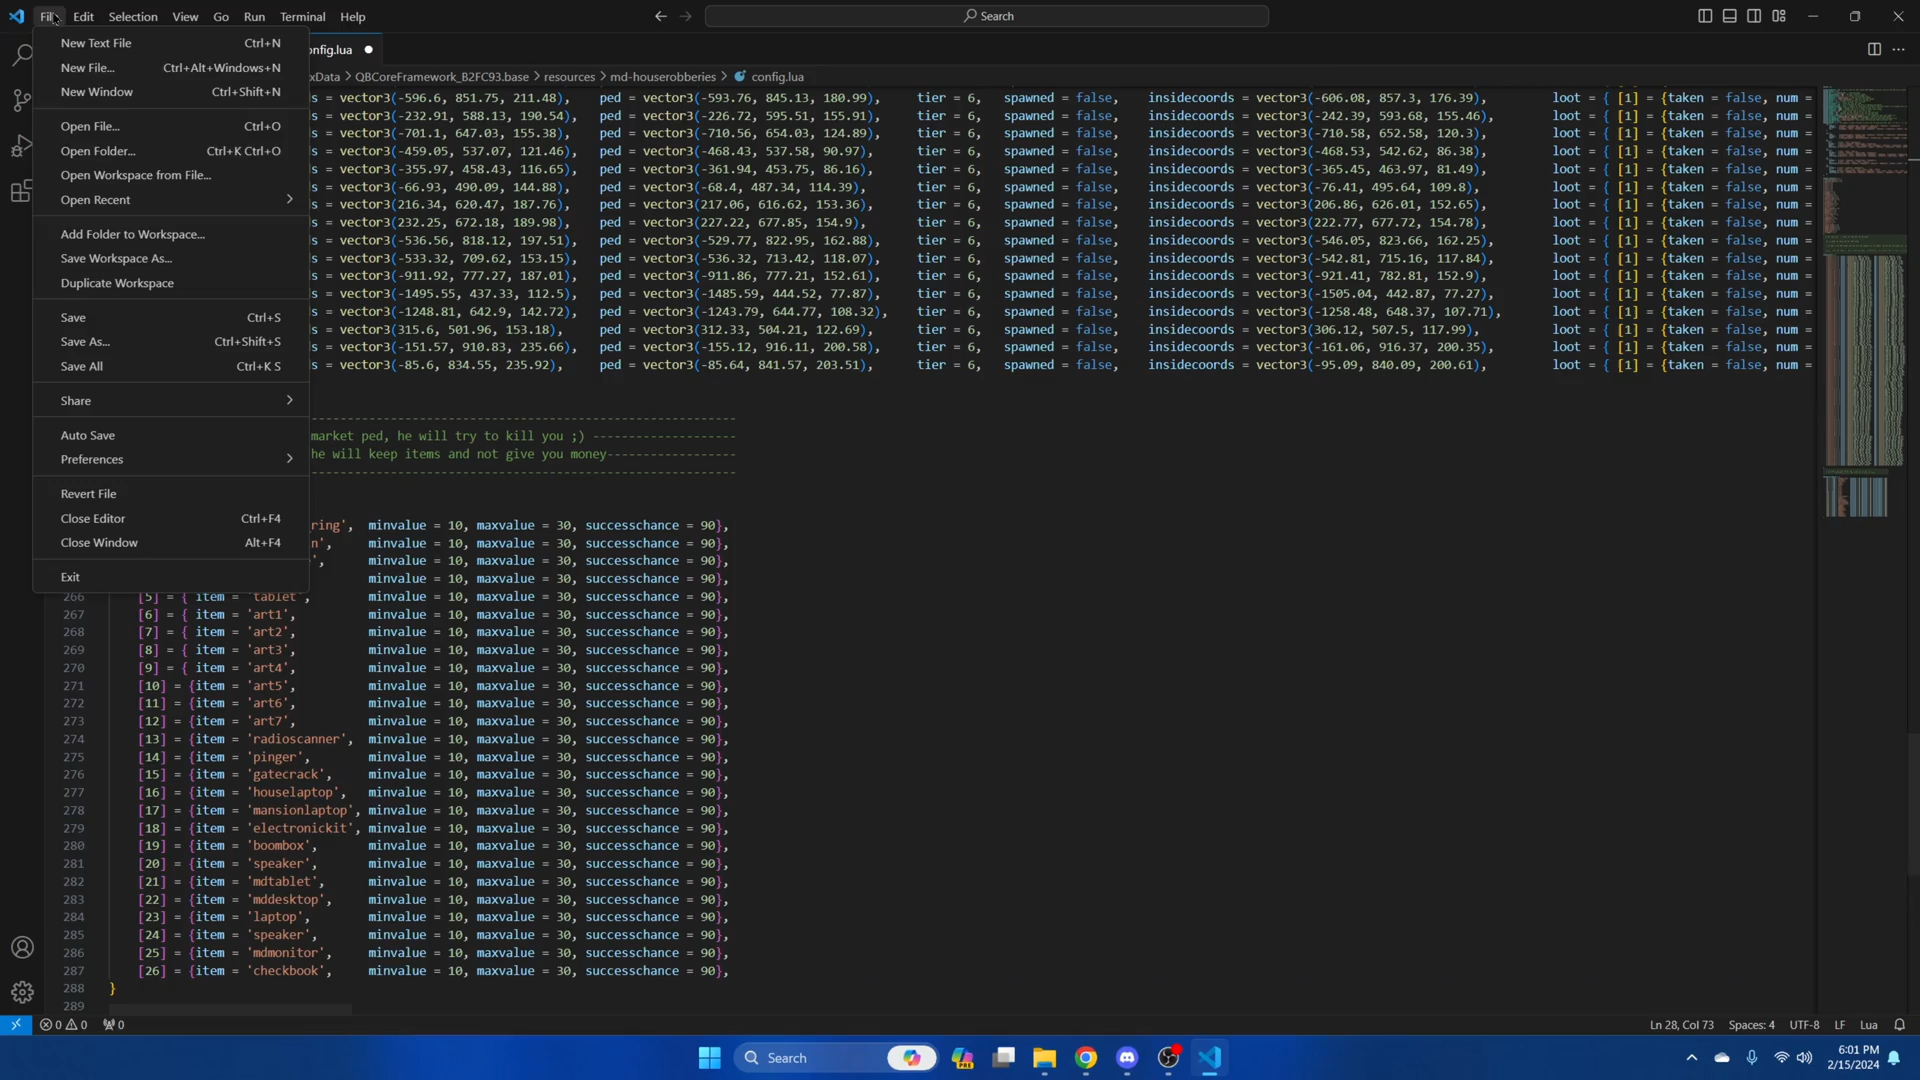 File Edit Selection View Go Run Terminal Help Search
New Text File Ctrl+N
New File... Ctrl+Alt+Windows+N
New Window Ctrl+Shift+N
Open File... Ctrl+O
Open Folder... Ctrl+K Ctrl+O
Open Workspace from File...
Open Recent
Add Folder to Workspace...
Save Workspace As...
Duplicate Workspace
Save Ctrl+S
Save As... Ctrl+Shift+S
Save All Ctrl+K S
Share
Auto Save
Preferences
Revert File
Close Editor Ctrl+F4
Close Window Alt+F4
Exit
onfig.lua
xData > QBCoreFramework_B2FC93.base > resources > md-houserobberies > config.lua
s = vector3(-596.6, 851.75, 211.48), ped = vector3(-593.76, 845.13, 180.99), tier = 6, spawned = false, insidecoords = vector3(-606.08, 857.3, 176.39), loot = { [1] = {taken = false, num =
s = vector3(-232.91, 588.13, 190.54), ped = vector3(-226.72, 595.51, 155.91), tier = 6, spawned = false, insidecoords = vector3(-242.39, 593.68, 155.46), loot = { [1] = {taken = false, num =
s = vector3(-701.1, 647.03, 155.38), ped = vector3(-710.56, 654.03, 124.89), tier = 6, spawned = false, insidecoords = vector3(-710.58, 652.58, 120.3), loot = { [1] = {taken = false, num =
s = vector3(-459.05, 537.07, 121.46), ped = vector3(-468.43, 537.58, 90.97), tier = 6, spawned = false, insidecoords = vector3(-468.53, 542.62, 86.38), loot = { [1] = {taken = false, num =
s = vector3(-355.97, 458.43, 116.65), ped = vector3(-361.94, 453.75, 86.16), tier = 6, spawned = false, insidecoords = vector3(-365.45, 463.97, 81.49), loot = { [1] = {taken = false, num =
s = vector3(-66.93, 490.09, 144.88), ped = vector3(-68.4, 487.34, 114.39), tier = 6, spawned = false, insidecoords = vector3(-76.41, 495.64, 109.8), loot = { [1] = {taken = false, num =
s = vector3(216.34, 620.47, 187.76), ped = vector3(217.06, 616.62, 153.36), tier = 6, spawned = false, insidecoords = vector3(206.86, 626.01, 152.65), loot = { [1] = {taken = false, num =
s = vector3(232.25, 672.18, 189.98), ped = vector3(227.22, 677.85, 154.9), tier = 6, spawned = false, insidecoords = vector3(222.77, 677.72, 154.78), loot = { [1] = {taken = false, num =
s = vector3(-536.56, 818.12, 197.51), ped = vector3(-529.77, 822.95, 162.88), tier = 6, spawned = false, insidecoords = vector3(-546.05, 823.66, 162.25), loot = { [1] = {taken = false, num =
s = vector3(-533.32, 709.62, 153.15), ped = vector3(-536.32, 713.42, 118.07), tier = 6, spawned = false, insidecoords = vector3(-542.81, 715.16, 117.84), loot = { [1] = {taken = false, num =
s = vector3(-911.92, 777.27, 187.01), ped = vector3(-911.86, 777.21, 152.61), tier = 6, spawned = false, insidecoords = vector3(-921.41, 782.81, 152.9), loot = { [1] = {taken = false, num =
s = vector3(-1495.55, 437.33, 112.5), ped = vector3(-1485.59, 444.52, 77.87), tier = 6, spawned = false, insidecoords = vector3(-1505.04, 442.87, 77.27), loot = { [1] = {taken = false, num =
s = vector3(-1248.81, 642.9, 142.72), ped = vector3(-1243.79, 644.77, 108.32), tier = 6, spawned = false, insidecoords = vector3(-1258.48, 648.37, 107.71), loot = { [1] = {taken = false, num =
s = vector3(315.6, 501.96, 153.18), ped = vector3(312.33, 504.21, 122.69), tier = 6, spawned = false, insidecoords = vector3(306.12, 507.5, 117.99), loot = { [1] = {taken = false, num =
s = vector3(-151.57, 910.83, 235.66), ped = vector3(-155.12, 916.11, 200.58), tier = 6, spawned = false, insidecoords = vector3(-161.06, 916.37, 200.35), loot = { [1] = {taken = false, num =
s = vector3(-85.6, 834.55, 235.92), ped = vector3(-85.64, 841.57, 203.51), tier = 6, spawned = false, insidecoords = vector3(-95.09, 840.09, 200.61), loot = { [1] = {taken = false, num =
-----------------------------------------------------------
market ped, he will try to kill you ;) --------------------
he will keep items and not give you money------------------
-----------------------------------------------------------
ring', minvalue = 10, maxvalue = 30, successchance = 90},
n', minvalue = 10, maxvalue = 30, successchance = 90},
', minvalue = 10, maxvalue = 30, successchance = 90},
minvalue = 10, maxvalue = 30, successchance = 90},
266 [5] = { item = 'tablet', minvalue = 10, maxvalue = 30, successchance = 90},
267 [6] = { item = 'art1', minvalue = 10, maxvalue = 30, successchance = 90},
268 [7] = { item = 'art2', minvalue = 10, maxvalue = 30, successchance = 90},
269 [8] = { item = 'art3', minvalue = 10, maxvalue = 30, successchance = 90},
270 [9] = { item = 'art4', minvalue = 10, maxvalue = 30, successchance = 90},
271 [10] = {item = 'art5', minvalue = 10, maxvalue = 30, successchance = 90},
272 [11] = {item = 'art6', minvalue = 10, maxvalue = 30, successchance = 90},
273 [12] = {item = 'art7', minvalue = 10, maxvalue = 30, successchance = 90},
274 [13] = {item = 'radioscanner', minvalue = 10, maxvalue = 30, successchance = 90},
275 [14] = {item = 'pinger', minvalue = 10, maxvalue = 30, successchance = 90},
276 [15] = {item = 'gatecrack', minvalue = 10, maxvalue = 30, successchance = 90},
277 [16] = {item = 'houselaptop', minvalue = 10, maxvalue = 30, successchance = 90},
278 [17] = {item = 'mansionlaptop', minvalue = 10, maxvalue = 30, successchance = 90},
279 [18] = {item = 'electronickit', minvalue = 10, maxvalue = 30, successchance = 90},
280 [19] = {item = 'boombox', minvalue = 10, maxvalue = 30, successchance = 90},
281 [20] = {item = 'speaker', minvalue = 10, maxvalue = 30, successchance = 90},
282 [21] = {item = 'mdtablet', minvalue = 10, maxvalue = 30, successchance = 90},
283 [22] = {item = 'mddesktop', minvalue = 10, maxvalue = 30, successchance = 90},
284 [23] = {item = 'laptop', minvalue = 10, maxvalue = 30, successchance = 90},
285 [24] = {item = 'speaker', minvalue = 10, maxvalue = 30, successchance = 90},
286 [25] = {item = 'mdmonitor', minvalue = 10, maxvalue = 30, successchance = 90},
287 [26] = {item = 'checkbook', minvalue = 10, maxvalue = 30, successchance = 90},
288 }
289
0 0 0 Ln 28, Col 73 Spaces: 4 UTF-8 LF Lua
Search PRE 6:01 PM
2/15/2024